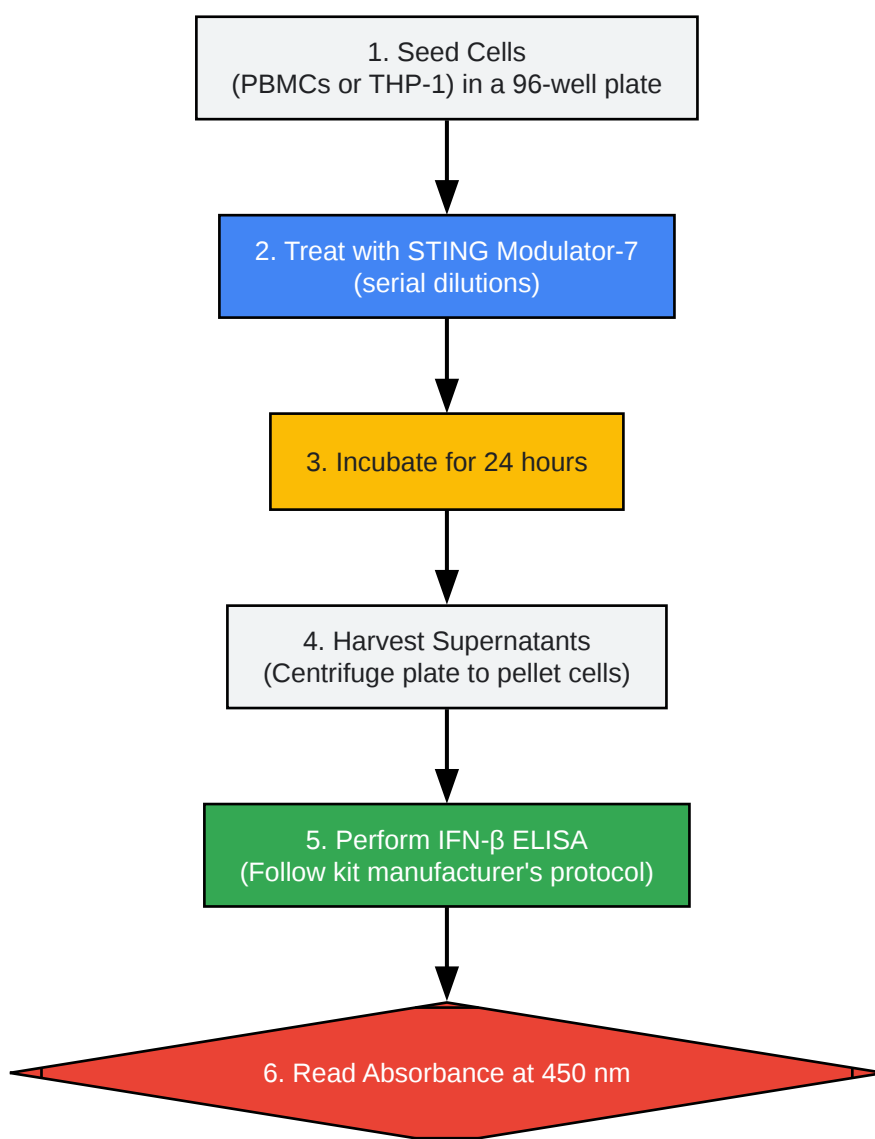 1. Seed Cells
(PBMCs or THP-1) in a 96-well plate
2. Treat with STING Modulator-7
(serial dilutions)
3. Incubate for 24 hours
4. Harvest Supernatants
(Centrifuge plate to pellet cells)
5. Perform IFN-β ELISA
(Follow kit manufacturer's protocol)
6. Read Absorbance at 450 nm